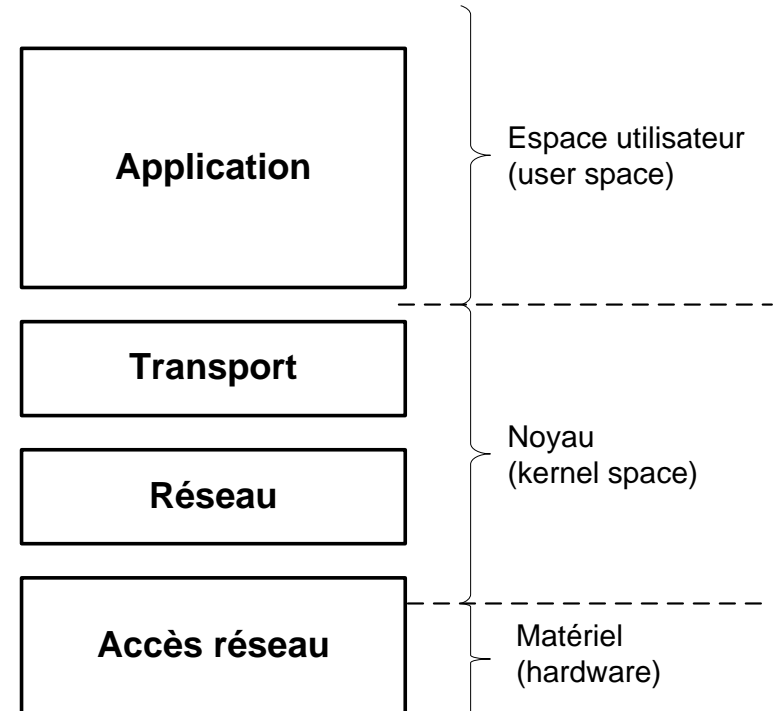 Application
Espace utilisateur
(user space)
Transport
Réseau
Noyau
(kernel space)
Accès réseau
Matériel
(hardware)